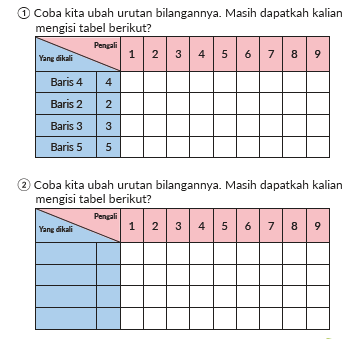 ① Coba kita ubah urutan bilangannya. Masih dapatkah kalian
mengisi tabel berikut?
Pengali
Yang dikali
1 2 3 4 5 6 7 8 9
Baris 4 4
Baris 2 2
Baris 3 3
Baris 5 5
② Coba kita ubah urutan bilangannya. Masih dapatkah kalian
mengisi tabel berikut?
Pengali
Yang dikali
1 2 3 4 5 6 7 8 9